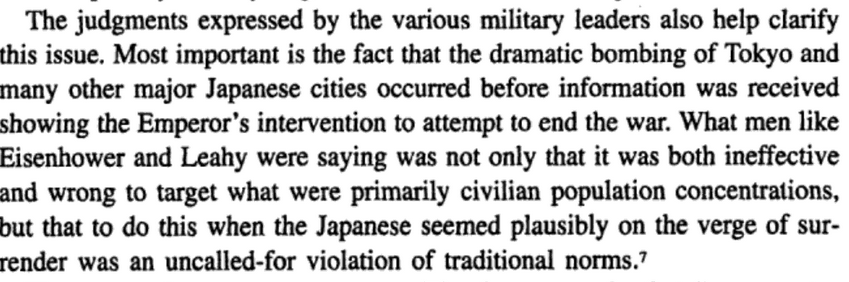 The judgments expressed by the various military leaders also help clarify
this issue. Most important is the fact that the dramatic bombing of Tokyo and
many other major Japanese cities occurred before information was received
showing the Emperor's intervention to attempt to end the war. What men like
Eisenhower and Leahy were saying was not only that it was both ineffective
and wrong to target what were primarily civilian population concentrations,
but that to do this when the Japanese seemed plausibly on the verge of sur-
render was an uncalled-for violation of traditional norms.⁷